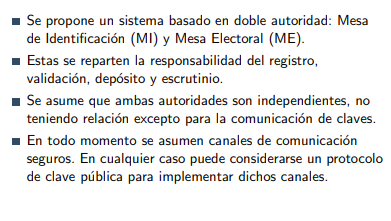 Se propone un sistema basado en doble autoridad: Mesa
de Identificación (MI) y Mesa Electoral (ME).
Estas se reparten la responsabilidad del registro,
validación, depósito y escrutinio.
Se asume que ambas autoridades son independientes, no
teniendo relación excepto para la comunicación de claves.
En todo momento se asumen canales de comunicación
seguros. En cualquier caso puede considerarse un protocolo
de clave pública para implementar dichos canales.